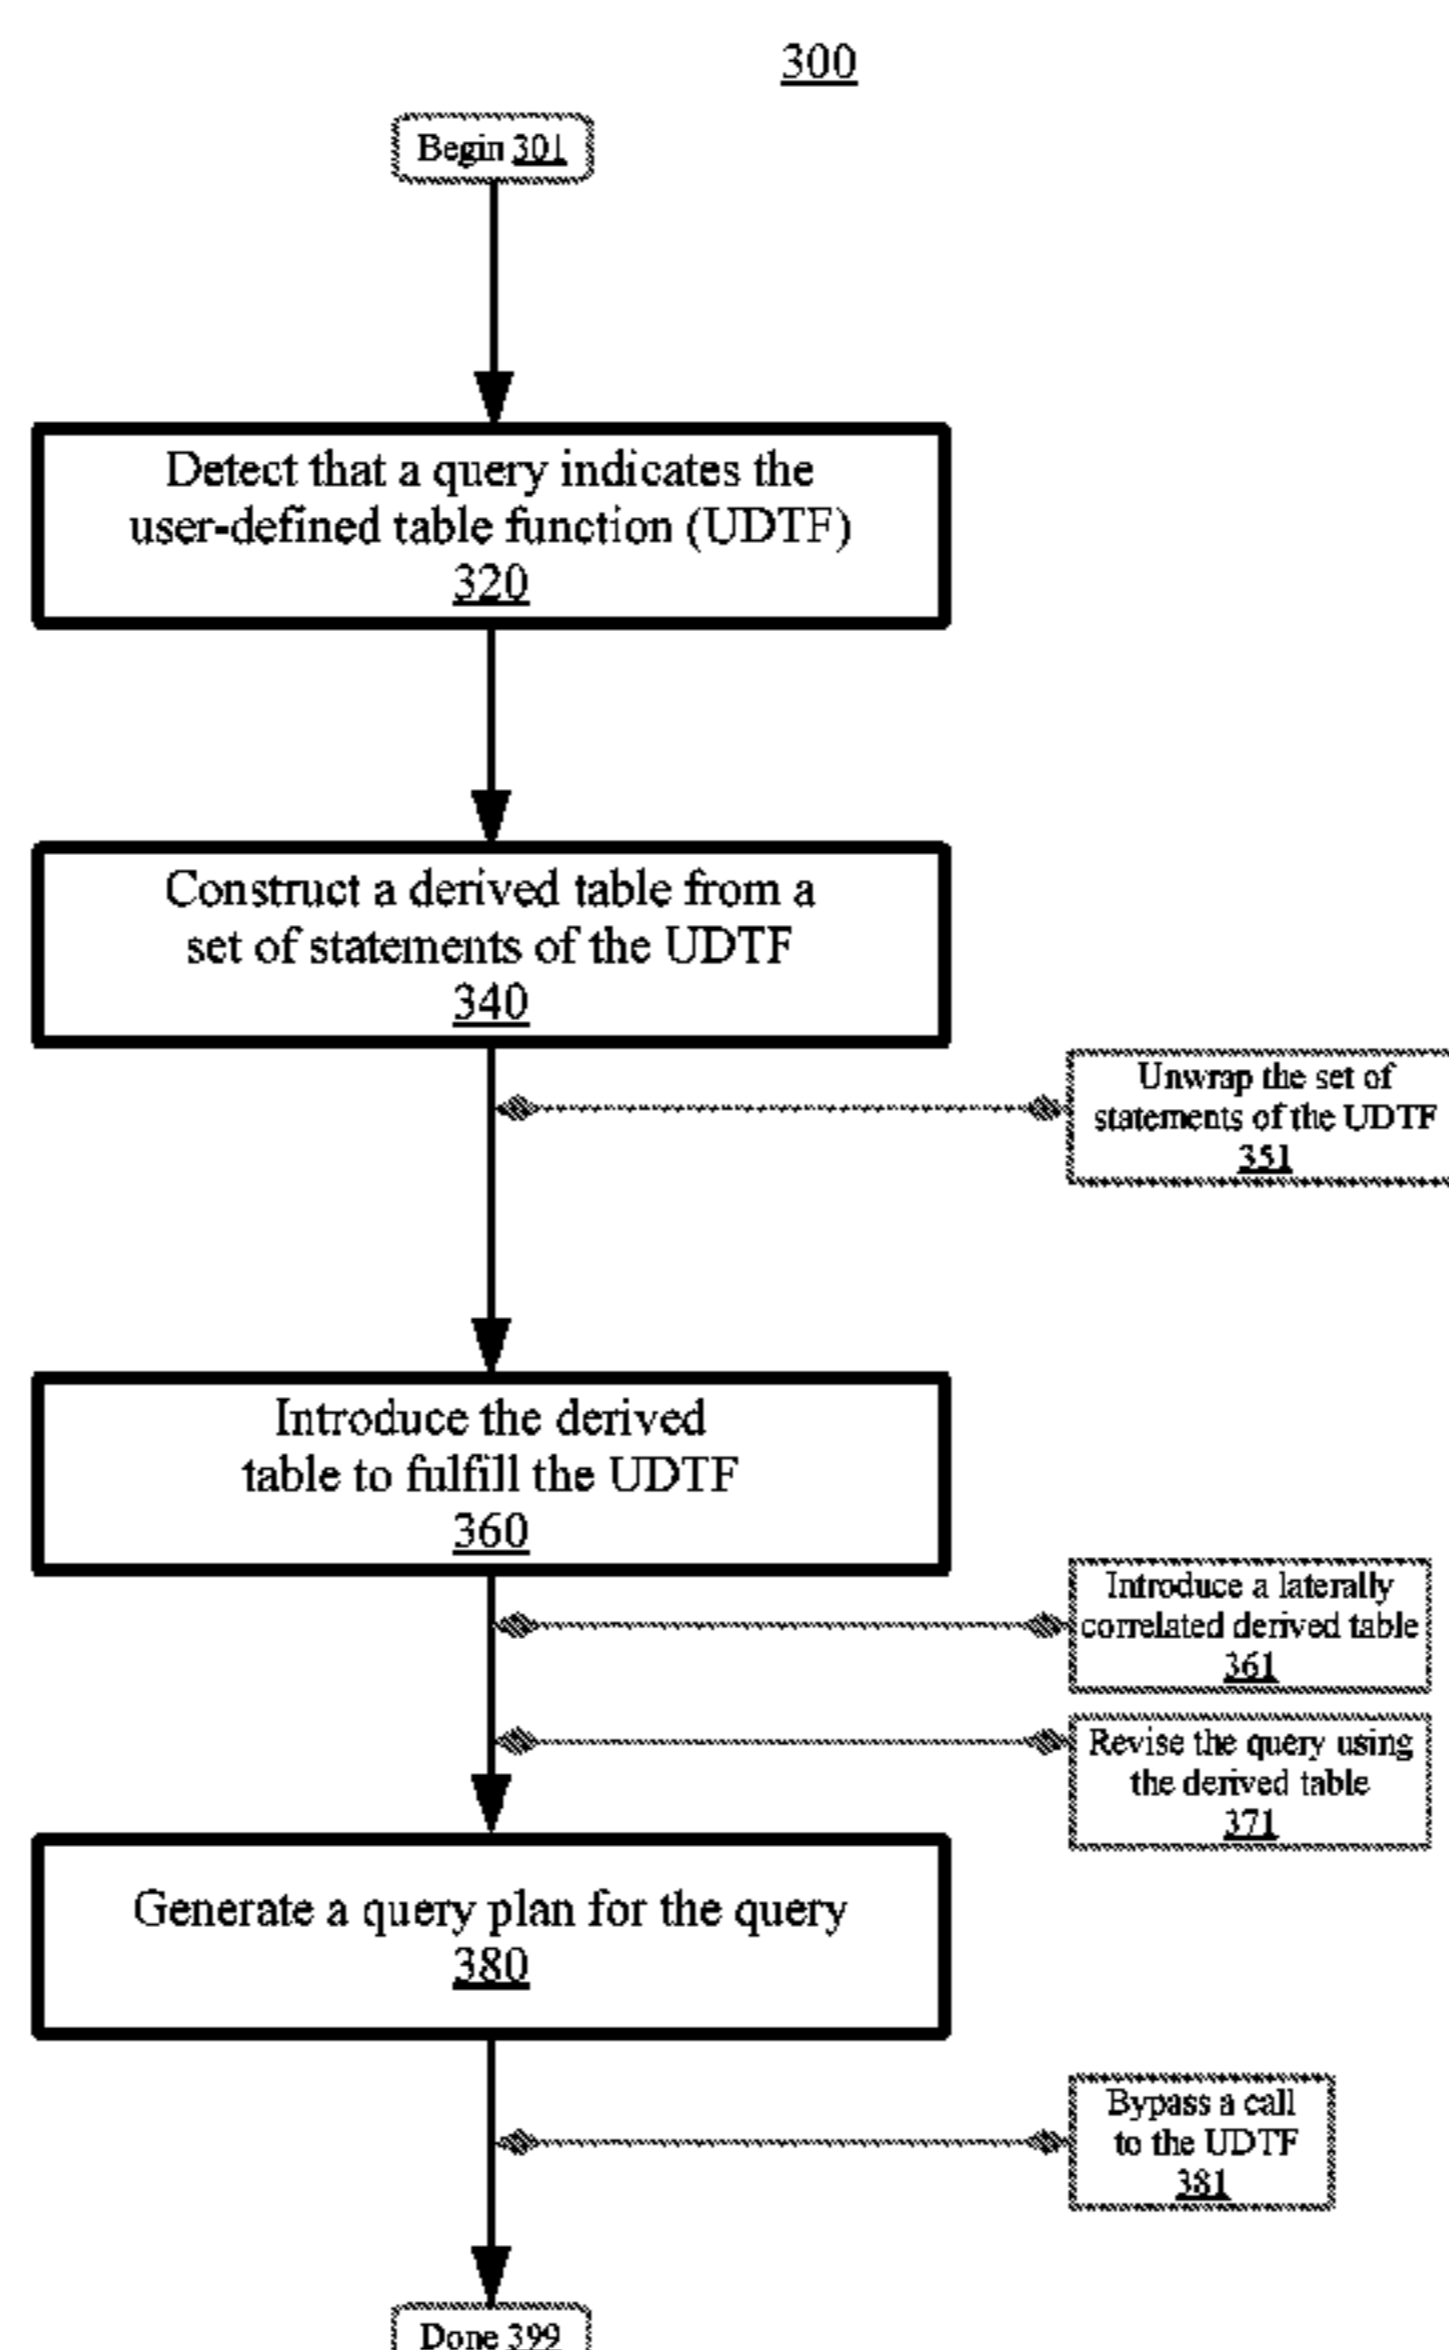 300
Begin 301
Detect that a query indicates the
user-defined table function (UDTF)
320
Construct a derived table from a
set of statements of the UDTF
340
Unwrap the set of
statements of the UDTF
351
Introduce the derived
table to fulfill the UDTF
360
Introduce a laterally
correlated derived table
361
Revise the query using
the derived table
371
Generate a query plan for the query
380
Bypass a call
to the UDTF
381
Done 399